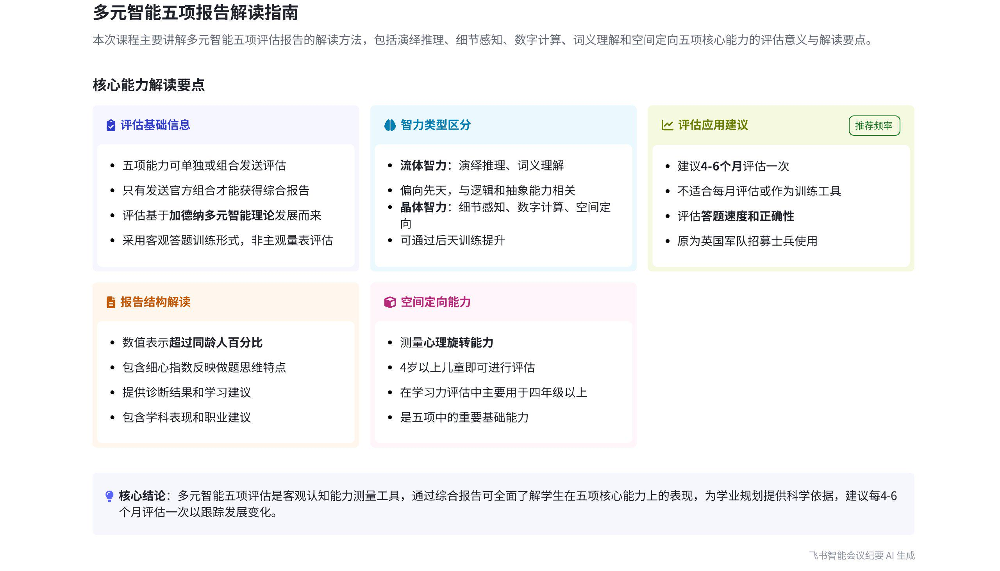 多元智能五项报告解读指南
本次课程主要讲解多元智能五项评估报告的解读方法，包括演绎推理、细节感知、数字计算、词义理解和空间定向五项核心能力的评估意义与解读要点。
核心能力解读要点
评估基础信息
五项能力可单独或组合发送评估
只有发送官方组合才能获得综合报告
评估基于加德纳多元智能理论发展而来
采用客观答题训练形式，非主观量表评估
智力类型区分
流体智力：演绎推理、词义理解
偏向先天，与逻辑和抽象能力相关
晶体智力：细节感知、数字计算、空间定
向
可通过后天训练提升
评估应用建议
推荐频率
建议4-6个月评估一次
不适合每月评估或作为训练工具
评估答题速度和正确性
原为英国军队招募士兵使用
报告结构解读
数值表示超过同龄人百分比
包含细心指数反映做题思维特点
提供诊断结果和学习建议
包含学科表现和职业建议
空间定向能力
测量心理旋转能力
4岁以上儿童即可进行评估
在学习力评估中主要用于四年级以上
是五项中的重要基础能力
核心结论：多元智能五项评估是客观认知能力测量工具，通过综合报告可全面了解学生在五项核心能力上的表现，为学业规划提供科学依据，建议每4-6
个月评估一次以跟踪发展变化。
飞书智能会议纪要 AI 生成